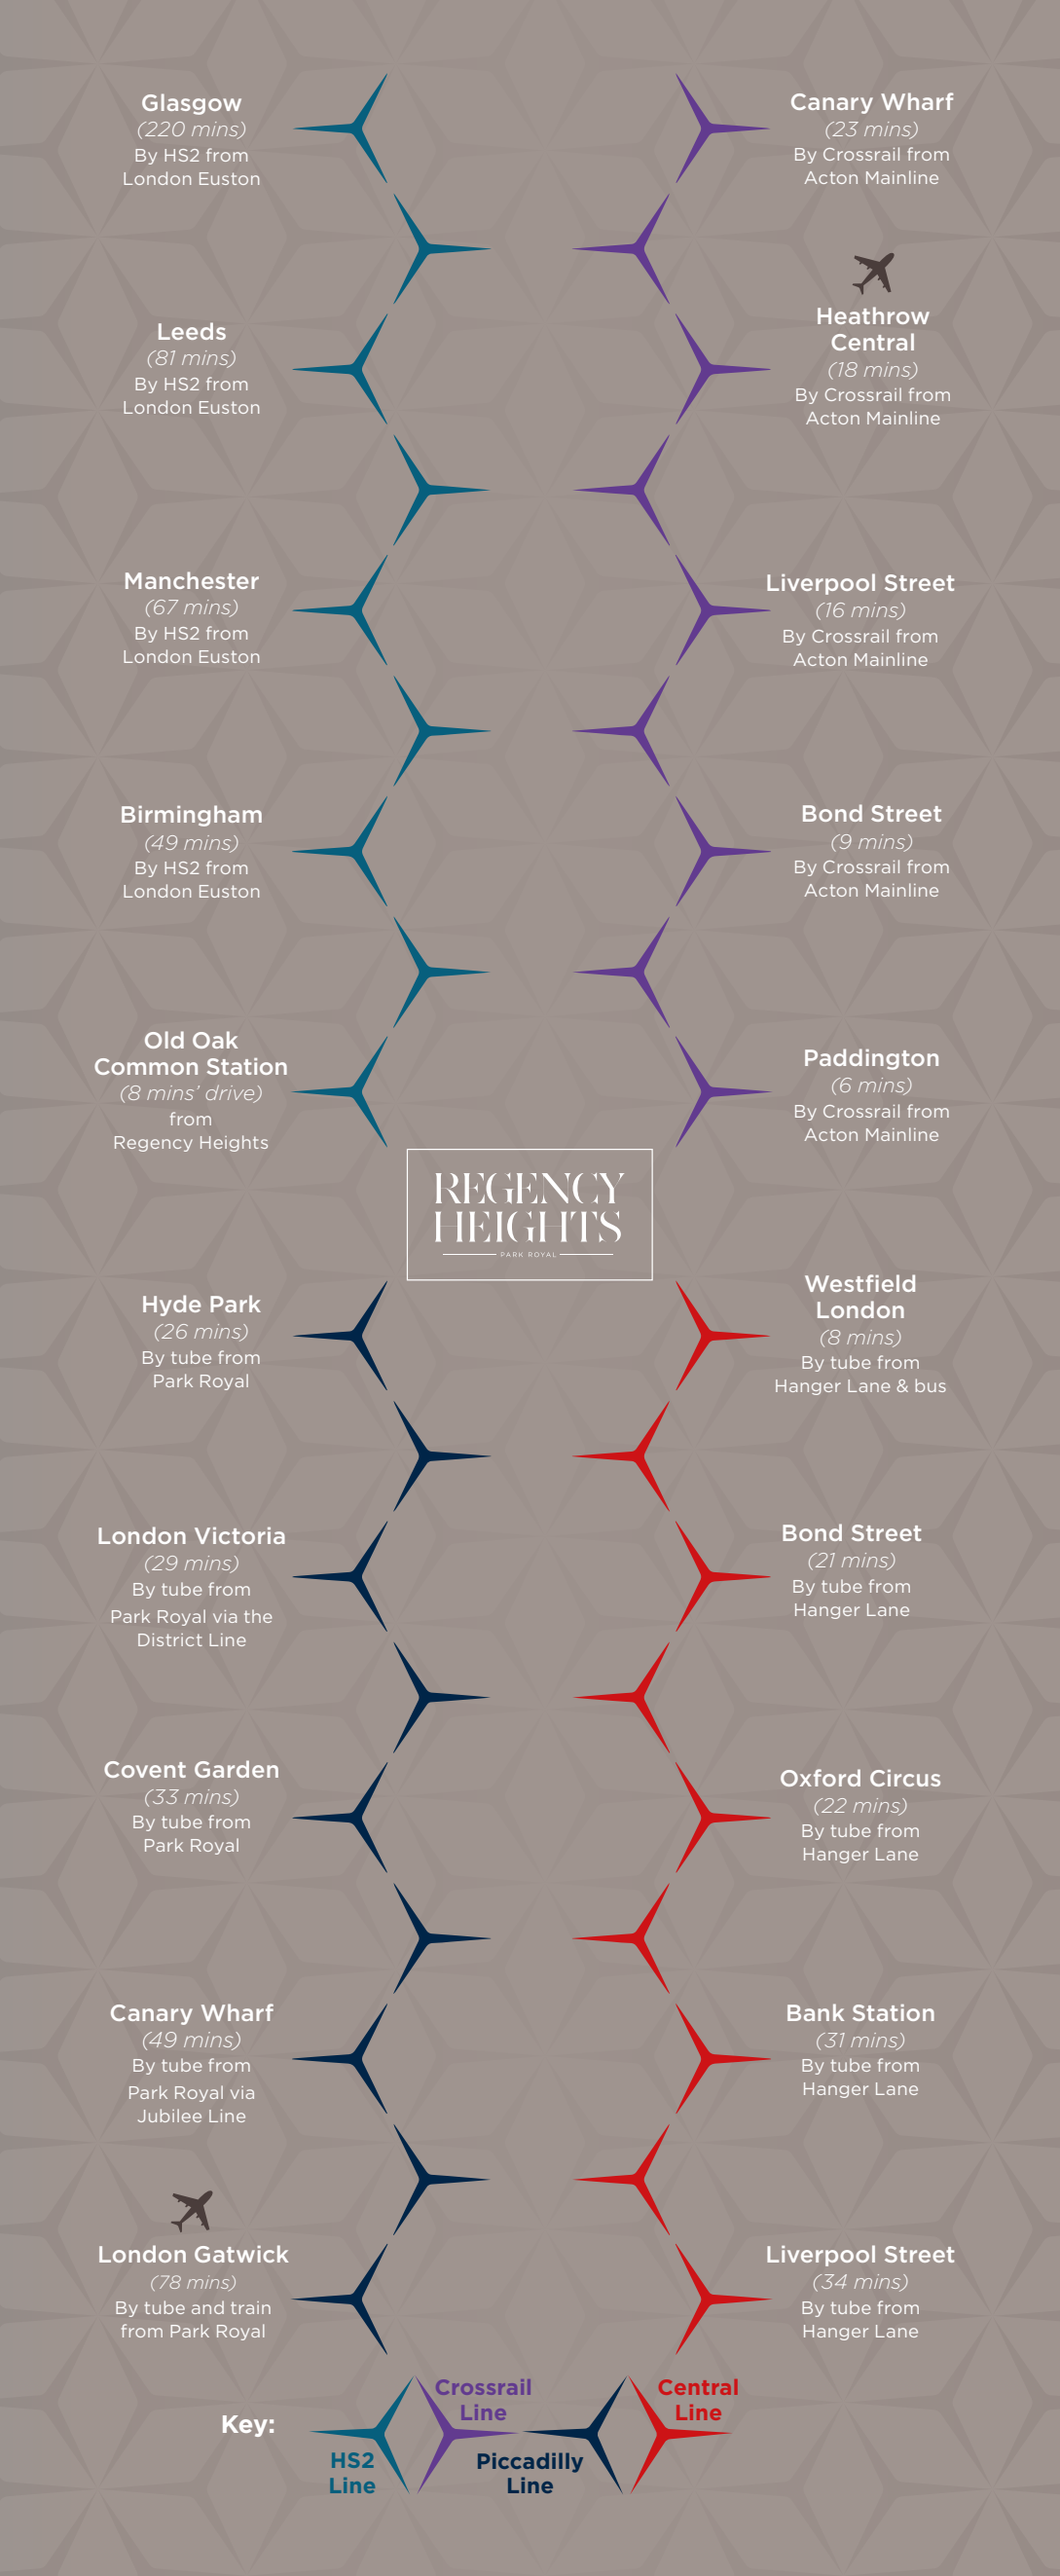 Glasgow
(220 mins)
By HS2 from
London Euston
Leeds
(81 mins)
By HS2 from
London Euston
Manchester
(67 mins)
By HS2 from
London Euston
Birmingham
(49 mins)
By HS2 from
London Euston
Old Oak
Common Station
(8 mins’ drive)
from
Regency Heights
Canary Wharf
(23 mins)
By Crossrail from
Acton Mainline
Heathrow
Central
(18 mins)
By Crossrail from
Acton Mainline
Liverpool Street
(16 mins)
By Crossrail from
Acton Mainline
Bond Street
(9 mins)
By Crossrail from
Acton Mainline
Paddington
(6 mins)
By Crossrail from
Acton Mainline
REGENCY
HEIGHTS
PARK ROYAL
Hyde Park
(26 mins)
By tube from
Park Royal
London Victoria
(29 mins)
By tube from
Park Royal via the
District Line
Covent Garden
(33 mins)
By tube from
Park Royal
Canary Wharf
(49 mins)
By tube from
Park Royal via
Jubilee Line
London Gatwick
(78 mins)
By tube and train
from Park Royal
Westfield
London
(8 mins)
By tube from
Hanger Lane & bus
Bond Street
(21 mins)
By tube from
Hanger Lane
Oxford Circus
(22 mins)
By tube from
Hanger Lane
Bank Station
(31 mins)
By tube from
Hanger Lane
Liverpool Street
(34 mins)
By tube from
Hanger Lane
Key:
HS2
Line
Crossrail
Line
Piccadilly
Line
Central
Line